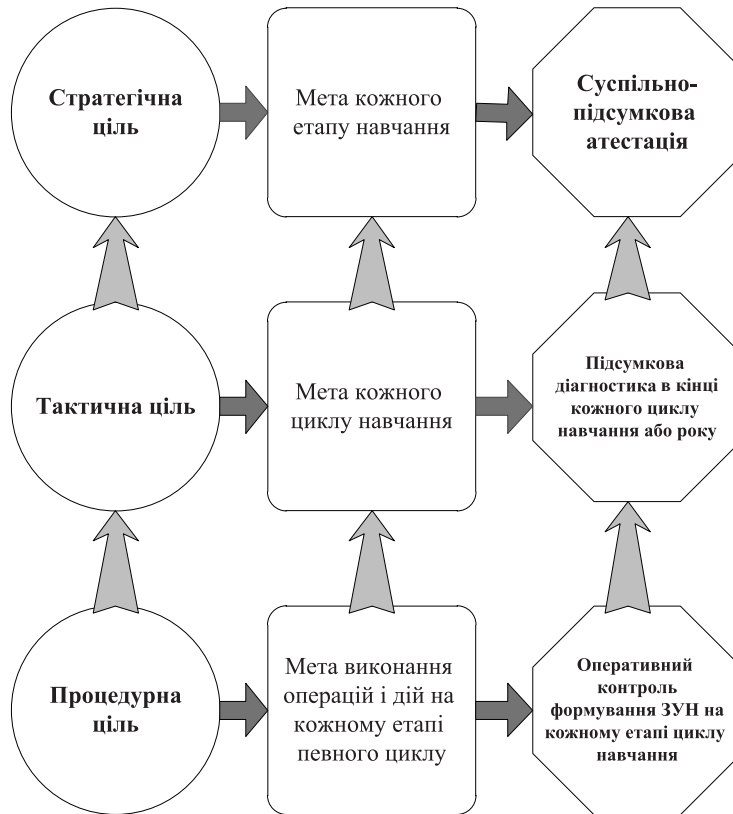 Стратегічна
ціль
Мета кожного
етапу навчання
Суспільно-
підсумкова
атестація
Тактична ціль
Мета кожного
циклу навчання
Підсумкова
діагностика в кінці
кожного циклу
навчання або року
Процедурна
ціль
Мета виконання
операцій і дій на
кожному етапі
певного циклу
Оперативний
контроль
формування ЗУН на
кожному етапі циклу
навчання